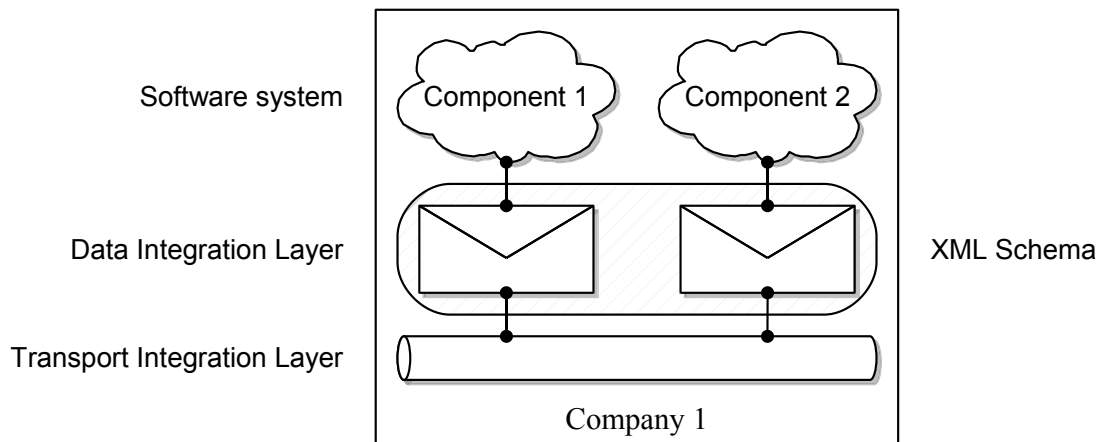 Software system
Component 1
Component 2
Data Integration Layer
XML Schema
Transport Integration Layer
Company 1